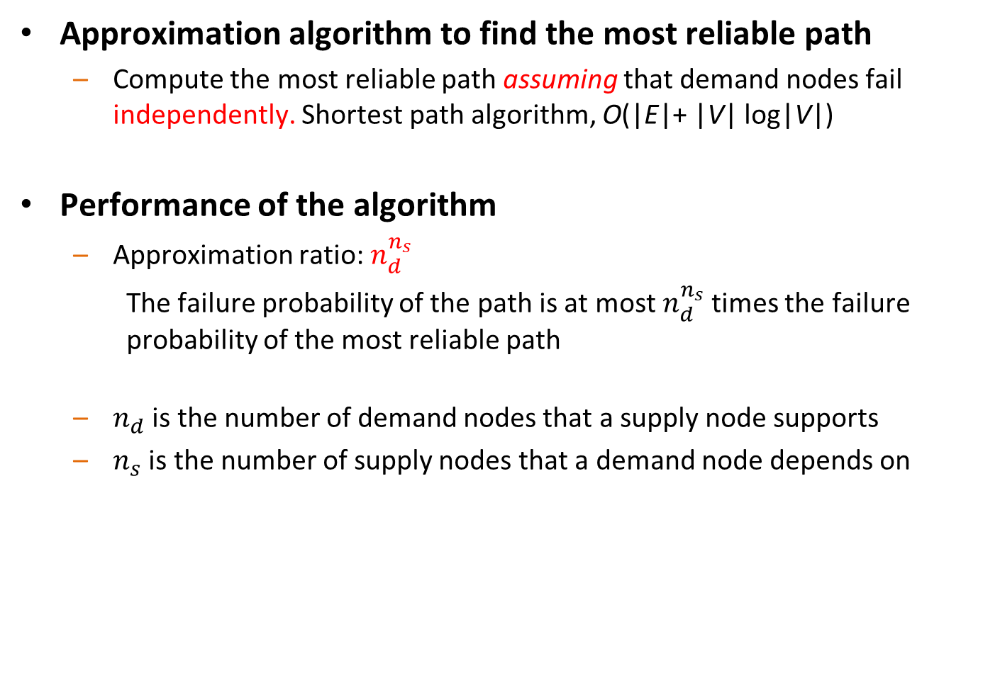 • Approximation algorithm to find the most reliable path
– Compute the most reliable path assuming that demand nodes fail
independently. Shortest path algorithm, O(|E|+ |V| log|V|)
• Performance of the algorithm
– Approximation ratio: $n_d^{n_s}$
The failure probability of the path is at most $n_d^{n_s}$ times the failure
probability of the most reliable path
– $n_d$ is the number of demand nodes that a supply node supports
– $n_s$ is the number of supply nodes that a demand node depends on